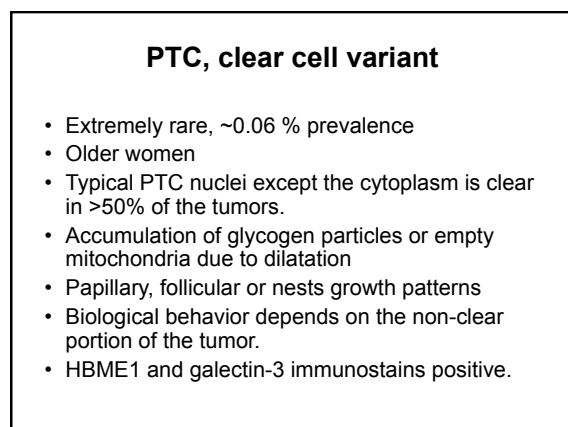 PTC, clear cell variant
• Extremely rare, ~0.06 % prevalence
• Older women
• Typical PTC nuclei except the cytoplasm is clear
in >50% of the tumors.
• Accumulation of glycogen particles or empty
mitochondria due to dilatation
• Papillary, follicular or nests growth patterns
• Biological behavior depends on the non-clear
portion of the tumor.
• HBME1 and galectin-3 immunostains positive.